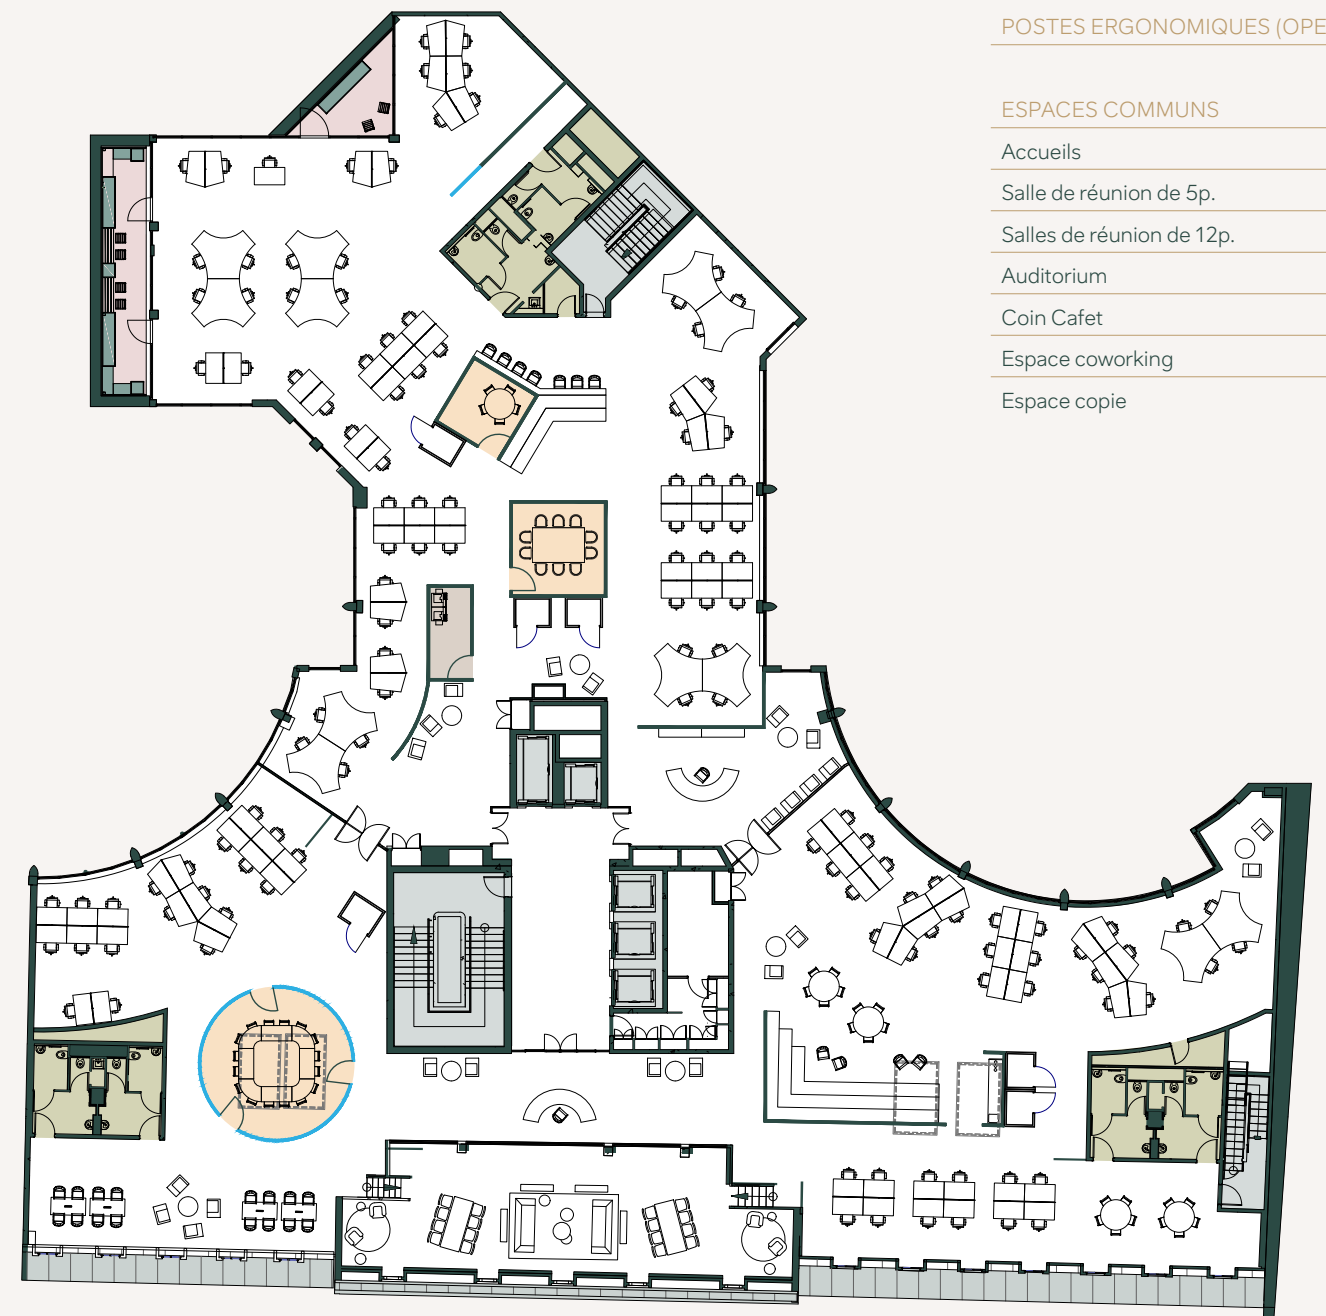 POSTES ERGONOMIQUES (OPE
ESPACES COMMUNS
Accueils
Salle de réunion de 5p.
Salles de réunion de 12p.
Auditorium
Coin Cafet
Espace coworking
Espace copie